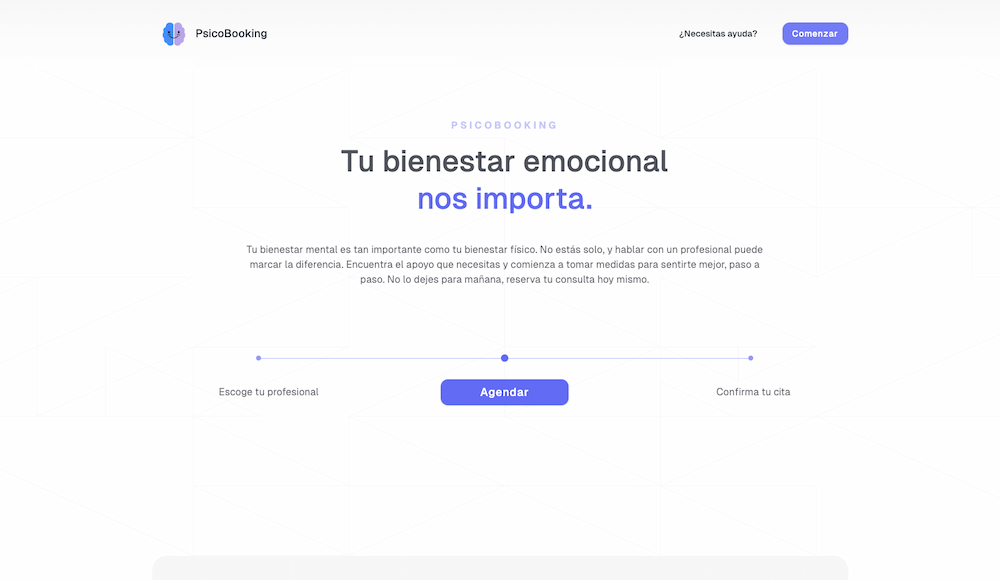 PsicoBooking
¿Necesitas ayuda?
Comenzar
PSICOBOOKING
Tu bienestar emocional
nos importa.
Tu bienestar mental es tan importante como tu bienestar físico. No estás solo, y hablar con un profesional puede
marcar la diferencia. Encuentra el apoyo que necesitas y comienza a tomar medidas para sentirte mejor, paso a
paso. No lo dejes para mañana, reserva tu consulta hoy mismo.
Escoge tu profesional
Agendar
Confirma tu cita